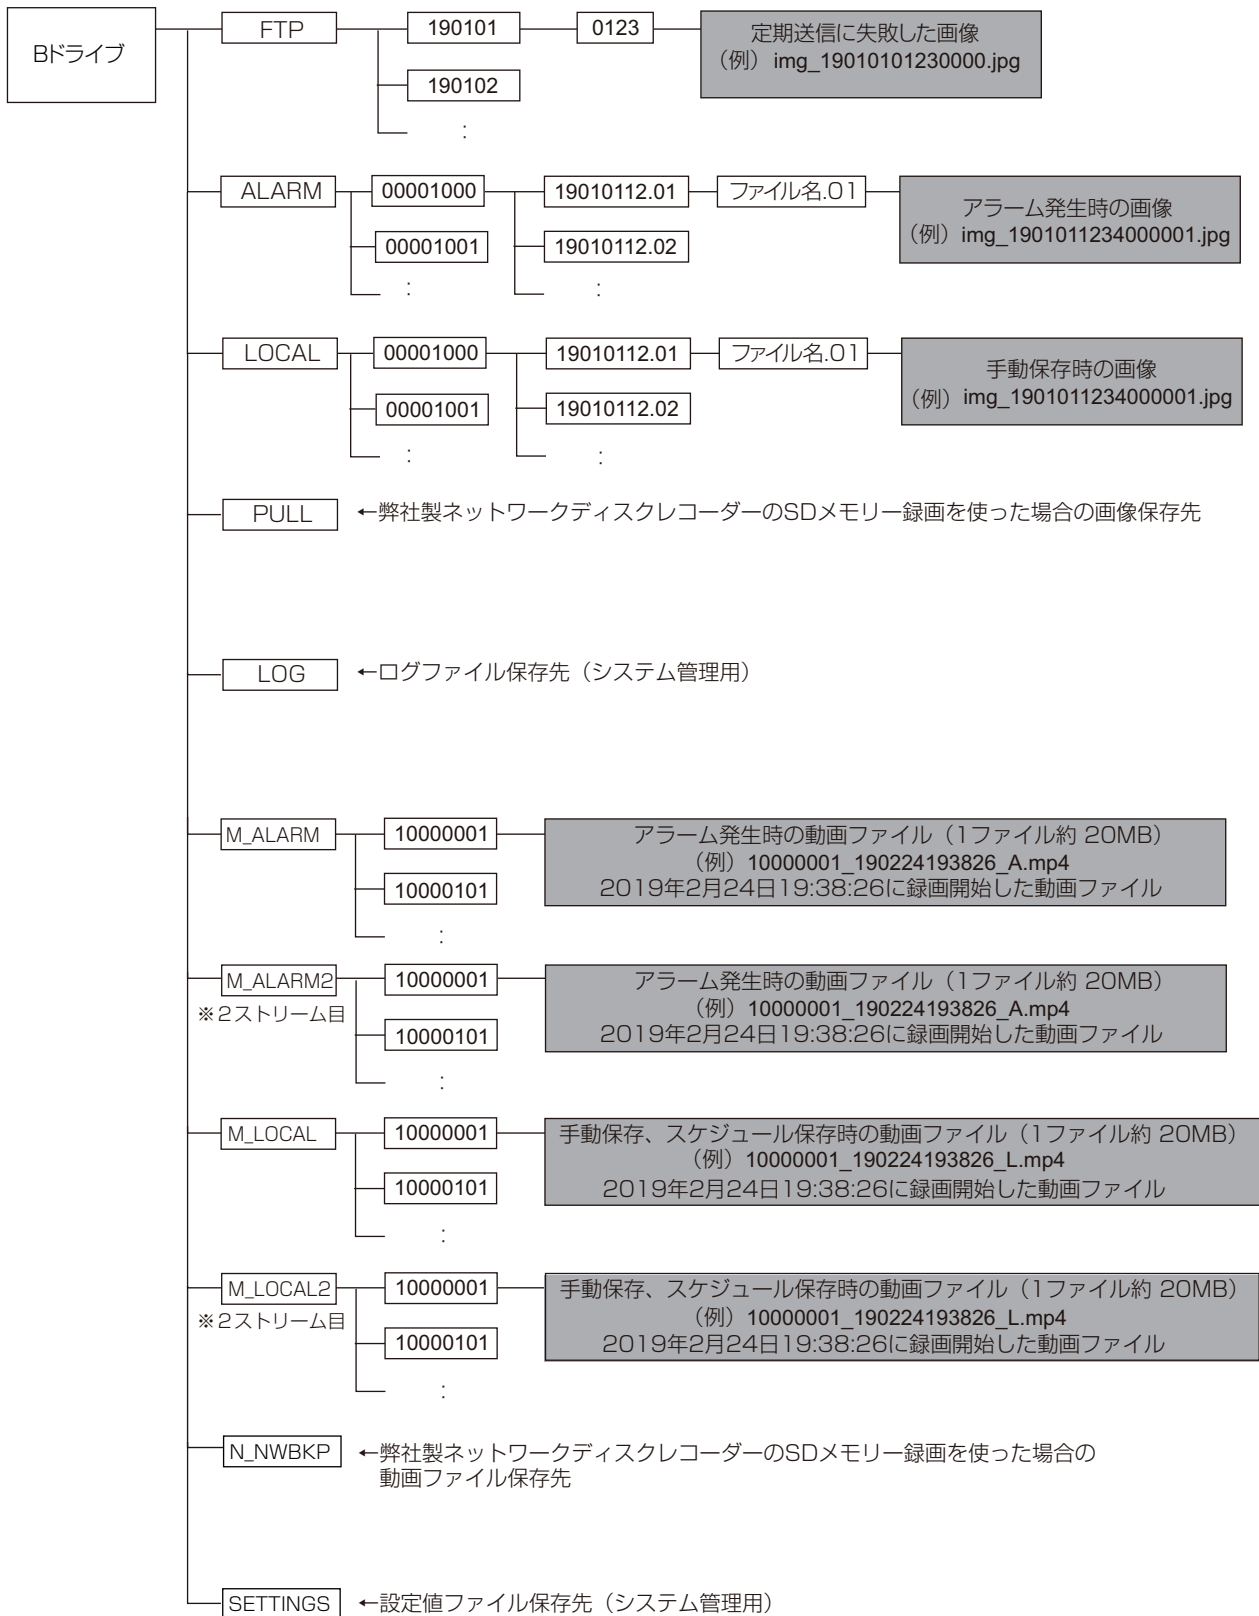 Bドライブ
FTP
190101
0123
定期送信に失敗した画像
（例）img_19010101230000.jpg
190102
：
ALARM
00001000
19010112.01
ファイル名.01
アラーム発生時の画像
（例）img_1901011234000001.jpg
00001001
19010112.02
：
：
LOCAL
00001000
19010112.01
ファイル名.01
手動保存時の画像
（例）img_1901011234000001.jpg
00001001
19010112.02
：
：
PULL
←弊社製ネットワークディスクレコーダーのSDメモリー録画を使った場合の画像保存先
LOG
←ログファイル保存先（システム管理用）
M_ALARM
10000001
アラーム発生時の動画ファイル（1ファイル約 20MB）
（例）10000001_190224193826_A.mp4
2019年2月24日19:38:26に録画開始した動画ファイル
10000101
：
M_ALARM2
※2ストリーム目
10000001
アラーム発生時の動画ファイル（1ファイル約 20MB）
（例）10000001_190224193826_A.mp4
2019年2月24日19:38:26に録画開始した動画ファイル
10000101
：
M_LOCAL
10000001
手動保存、スケジュール保存時の動画ファイル（1ファイル約 20MB）
（例）10000001_190224193826_L.mp4
2019年2月24日19:38:26に録画開始した動画ファイル
10000101
：
M_LOCAL2
※2ストリーム目
10000001
手動保存、スケジュール保存時の動画ファイル（1ファイル約 20MB）
（例）10000001_190224193826_L.mp4
2019年2月24日19:38:26に録画開始した動画ファイル
10000101
：
N_NWBKP
←弊社製ネットワークディスクレコーダーのSDメモリー録画を使った場合の
動画ファイル保存先
SETTINGS
←設定値ファイル保存先（システム管理用）